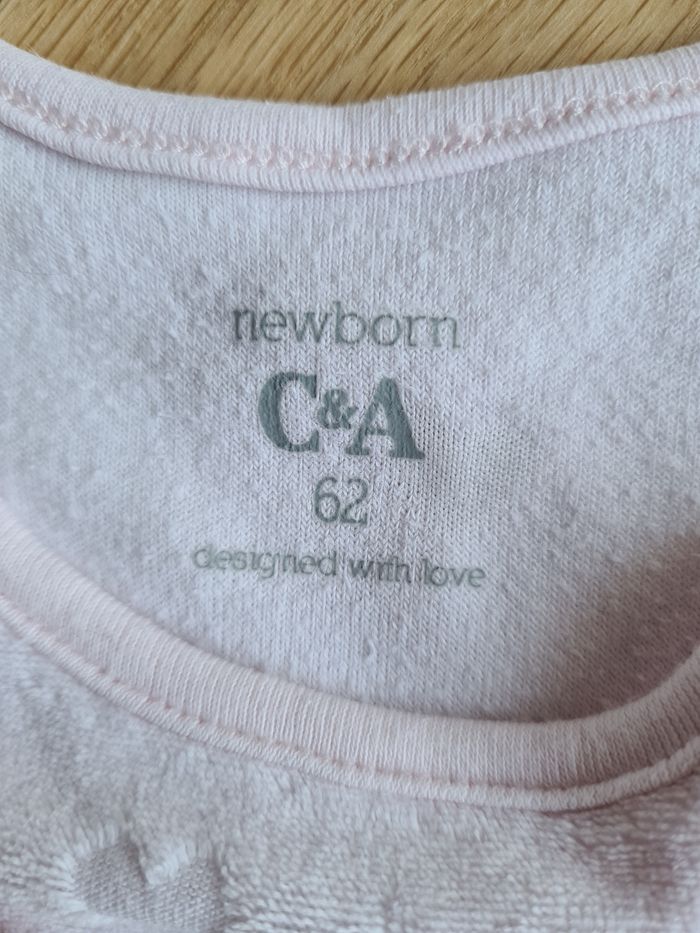 newborn
C&A
62
designed with love